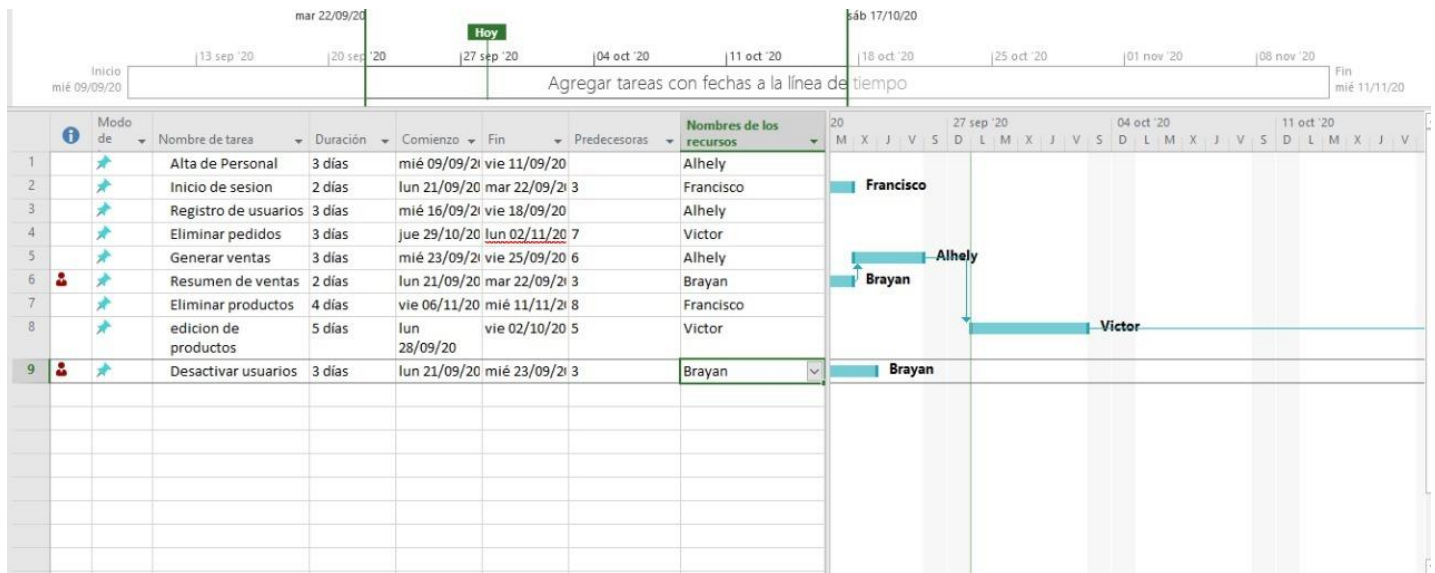 mar 22/09/20
sáb 17/10/20
Hoy
13 sep '20
20 sep '20
27 sep '20
04 oct '20
11 oct '20
18 oct '20
25 oct '20
01 nov '20
08 nov '20
Inicio
mié 09/09/20
Agregar tareas con fechas a la línea de tiempo
Fin
mié 11/11/20
Modo de Nombre de tarea Duración Comienzo Fin Predecesoras Nombres de los recursos
20 27 sep '20 04 oct '20 11 oct '20
M X J V S D L M X J V S D L M X J V S D L M X J V
1 Alta de Personal 3 días mié 09/09/2 vie 11/09/20 Alhely
2 Inicio de sesion 2 días lun 21/09/20 mar 22/09/2 3 Francisco Francisco
3 Registro de usuarios 3 días mié 16/09/2 vie 18/09/20 Alhely
4 Eliminar pedidos 3 días jue 29/10/20 lun 02/11/20 7 Victor
5 Generar ventas 3 días mié 23/09/2 vie 25/09/20 6 Alhely Alhely
6 Resumen de ventas 2 días lun 21/09/20 mar 22/09/2 3 Brayan Brayan
7 Eliminar productos 4 días vie 06/11/20 mié 11/11/2 8 Francisco
8 edicion de productos 5 días lun 28/09/20 vie 02/10/20 5 Victor Victor
9 Desactivar usuarios 3 días lun 21/09/20 mié 23/09/2 3 Brayan Brayan